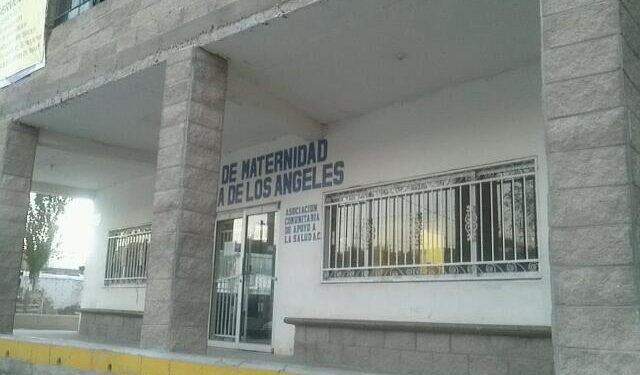 DE MATERNIDAD
A DE LOS ANGELES
ASOCIACION
COMUNITARIA
DE APOYO A
LA SALUD A.C.